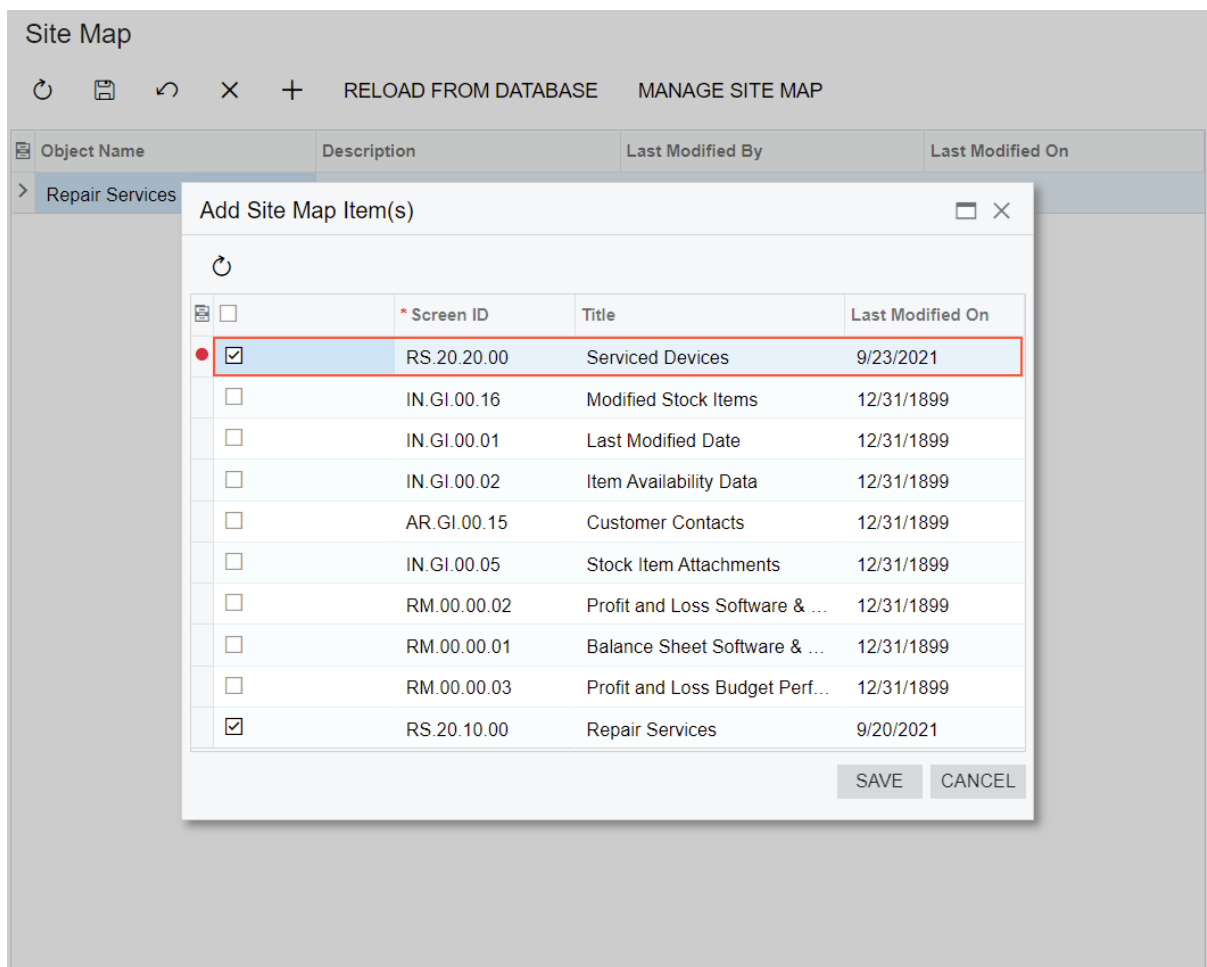 Site Map
RELOAD FROM DATABASE MANAGE SITE MAP
Object Name Description Last Modified By Last Modified On
Repair Services
Add Site Map Item(s)
* Screen ID Title Last Modified On
RS.20.20.00 Serviced Devices 9/23/2021
IN.GI.00.16 Modified Stock Items 12/31/1899
IN.GI.00.01 Last Modified Date 12/31/1899
IN.GI.00.02 Item Availability Data 12/31/1899
AR.GI.00.15 Customer Contacts 12/31/1899
IN.GI.00.05 Stock Item Attachments 12/31/1899
RM.00.00.02 Profit and Loss Software & ... 12/31/1899
RM.00.00.01 Balance Sheet Software & ... 12/31/1899
RM.00.00.03 Profit and Loss Budget Perf... 12/31/1899
RS.20.10.00 Repair Services 9/20/2021
SAVE CANCEL